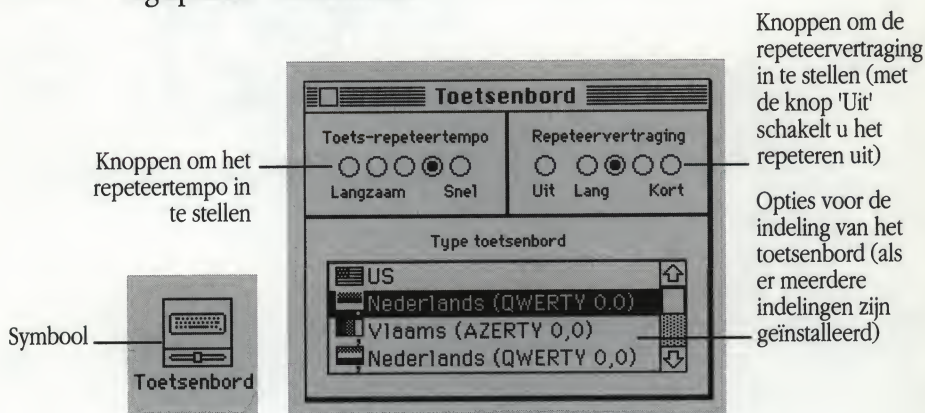 Knoppen om het
repeteertempo in
te stellen
Symbool
Toetsenbord
Toetsenbord
Toets-repeteertempo
Langzaam Snel
Repeteervertraging
Uit Lang Kort
Type toetsenbord
US
Nederlands (QWERTY 0.0)
Vlaams (AZERTY 0,0)
Nederlands (QWERTY 0,0)
Knoppen om de
repeteervertraging
in te stellen (met
de knop 'Uit'
schakelt u het
repeteren uit)
Opties voor de
indeling van het
toetsenbord (als
er meerdere
indelingen zijn
geïnstalleerd)